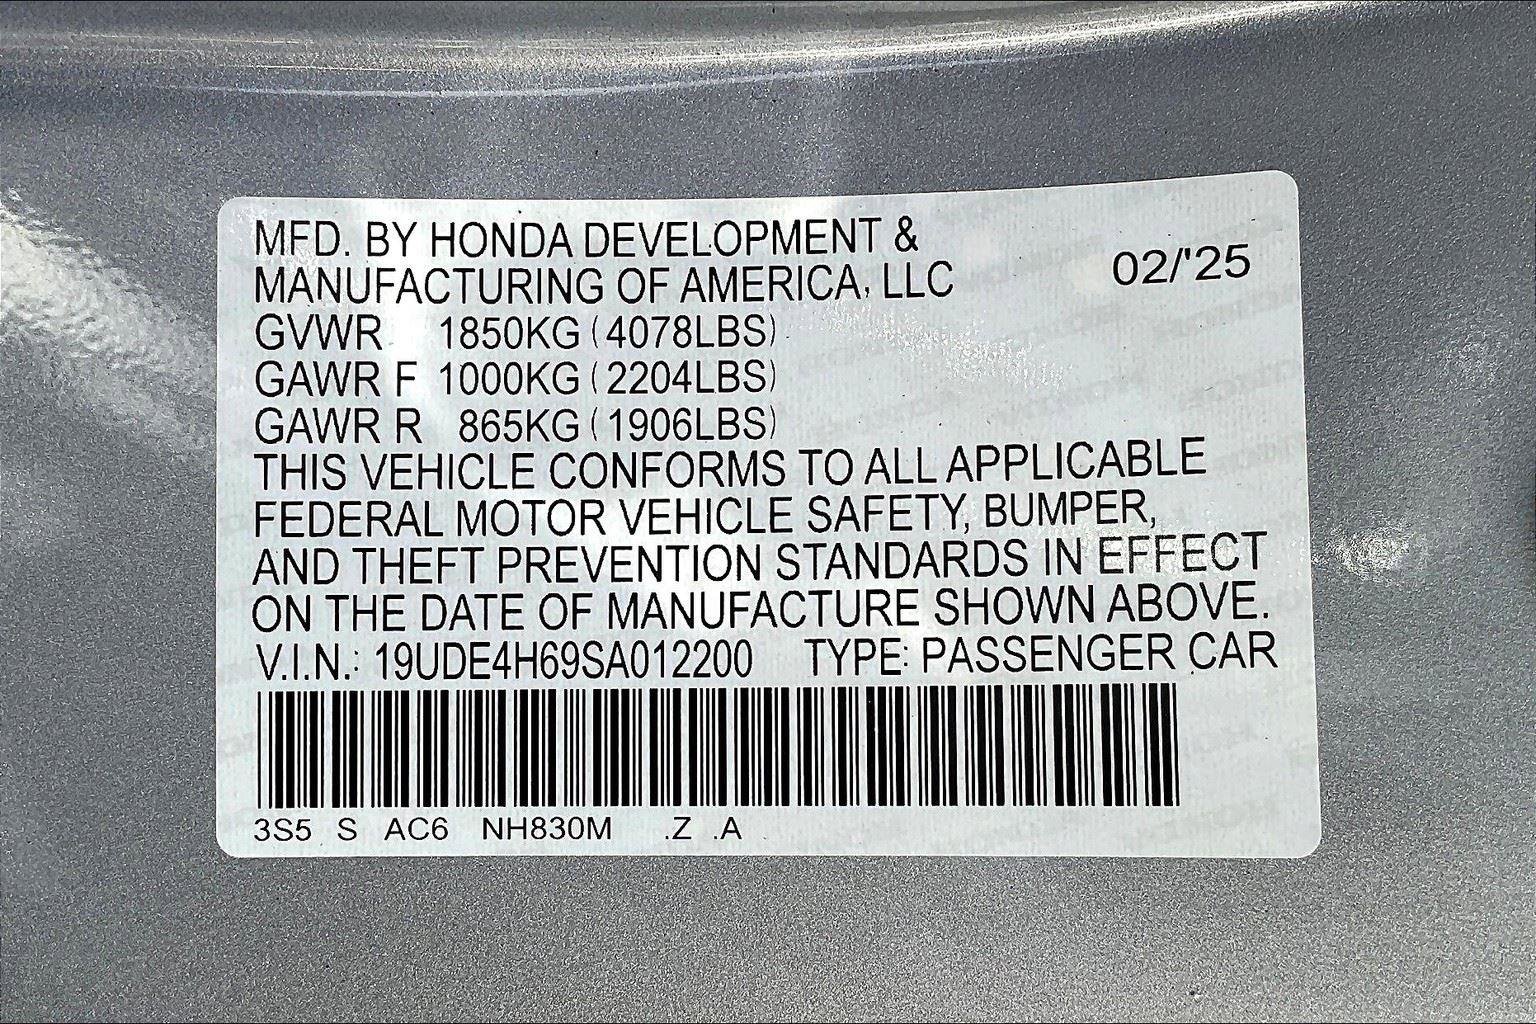 MFD. BY HONDA DEVELOPMENT &
MANUFACTURING OF AMERICA, LLC
02/'25
GVWR 1850KG (4078LBS)
GAWR F 1000KG (2204LBS)
GAWR R 865KG (1906LBS)
THIS VEHICLE CONFORMS TO ALL APPLICABLE
FEDERAL MOTOR VEHICLE SAFETY, BUMPER,
AND THEFT PREVENTION STANDARDS IN EFFECT
ON THE DATE OF MANUFACTURE SHOWN ABOVE.
V.I.N.: 19UDE4H69SA012200 TYPE: PASSENGER CAR
3S5 S AC6 NH830M .Z .A